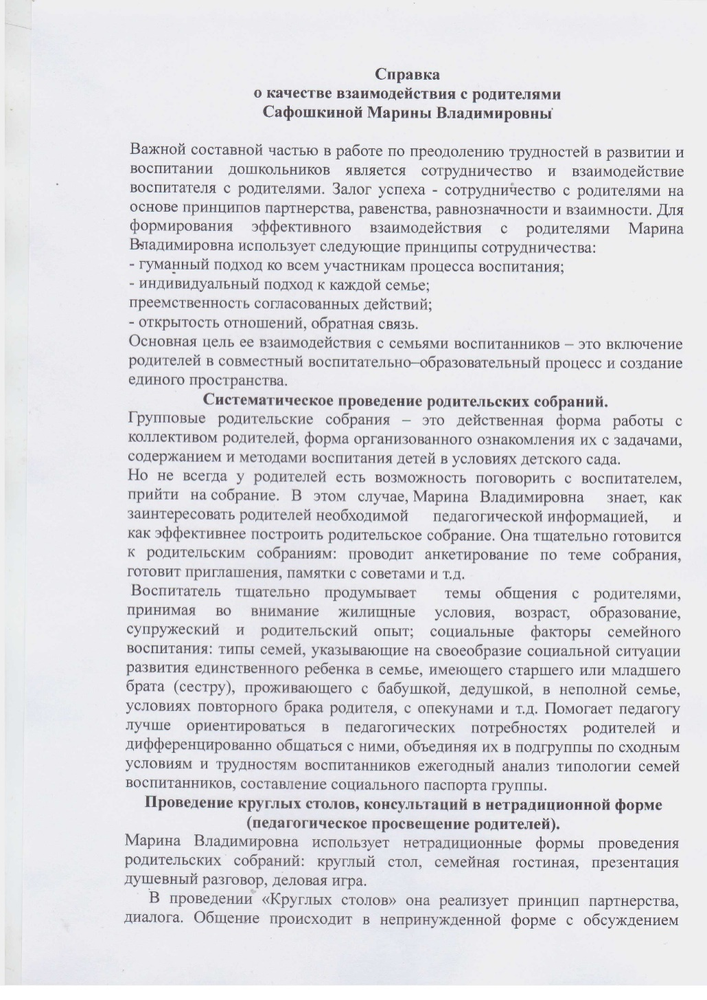 Справка
о качестве взаимодействия с родителями
Сафошкиной Марины Владимировны
Важной составной частью в работе по преодолению трудностей в развитии и
воспитании дошкольников является сотрудничество и взаимодействие
воспитателя с родителями. Залог успеха - сотрудничество с родителями на
основе принципов партнерства, равенства, равнозначности и взаимности. Для
формирования эффективного взаимодействия с родителями Марина
Владимировна использует следующие принципы сотрудничества:
- гуманный подход ко всем участникам процесса воспитания;
- индивидуальный подход к каждой семье;
преемственность согласованных действий;
- открытость отношений, обратная связь.
Основная цель ее взаимодействия с семьями воспитанников – это включение
родителей в совместный воспитательно–образовательный процесс и создание
единого пространства.
Систематическое проведение родительских собраний.
Групповые родительские собрания – это действенная форма работы с
коллективом родителей, форма организованного ознакомления их с задачами,
содержанием и методами воспитания детей в условиях детского сада.
Но не всегда у родителей есть возможность поговорить с воспитателем,
прийти на собрание. В этом случае, Марина Владимировна знает, как
заинтересовать родителей необходимой педагогической информацией, и
как эффективнее построить родительское собрание. Она тщательно готовится
к родительским собраниям: проводит анкетирование по теме собрания,
готовит приглашения, памятки с советами и т.д.
Воспитатель тщательно продумывает темы общения с родителями,
принимая во внимание жилищные условия, возраст, образование,
супружеский и родительский опыт; социальные факторы семейного
воспитания: типы семей, указывающие на своеобразие социальной ситуации
развития единственного ребенка в семье, имеющего старшего или младшего
брата (сестру), проживающего с бабушкой, дедушкой, в неполной семье,
условиях повторного брака родителя, с опекунами и т.д. Помогает педагогу
лучше ориентироваться в педагогических потребностях родителей и
дифференцированно общаться с ними, объединяя их в подгруппы по сходным
условиям и трудностям воспитанников ежегодный анализ типологии семей
воспитанников, составление социального паспорта группы.
Проведение круглых столов, консультаций в нетрадиционной форме
(педагогическое просвещение родителей).
Марина Владимировна использует нетрадиционные формы проведения
родительских собраний: круглый стол, семейная гостиная, презентация
душевный разговор, деловая игра.
В проведении «Круглых столов» она реализует принцип партнерства,
диалога. Общение происходит в непринужденной форме с обсуждением